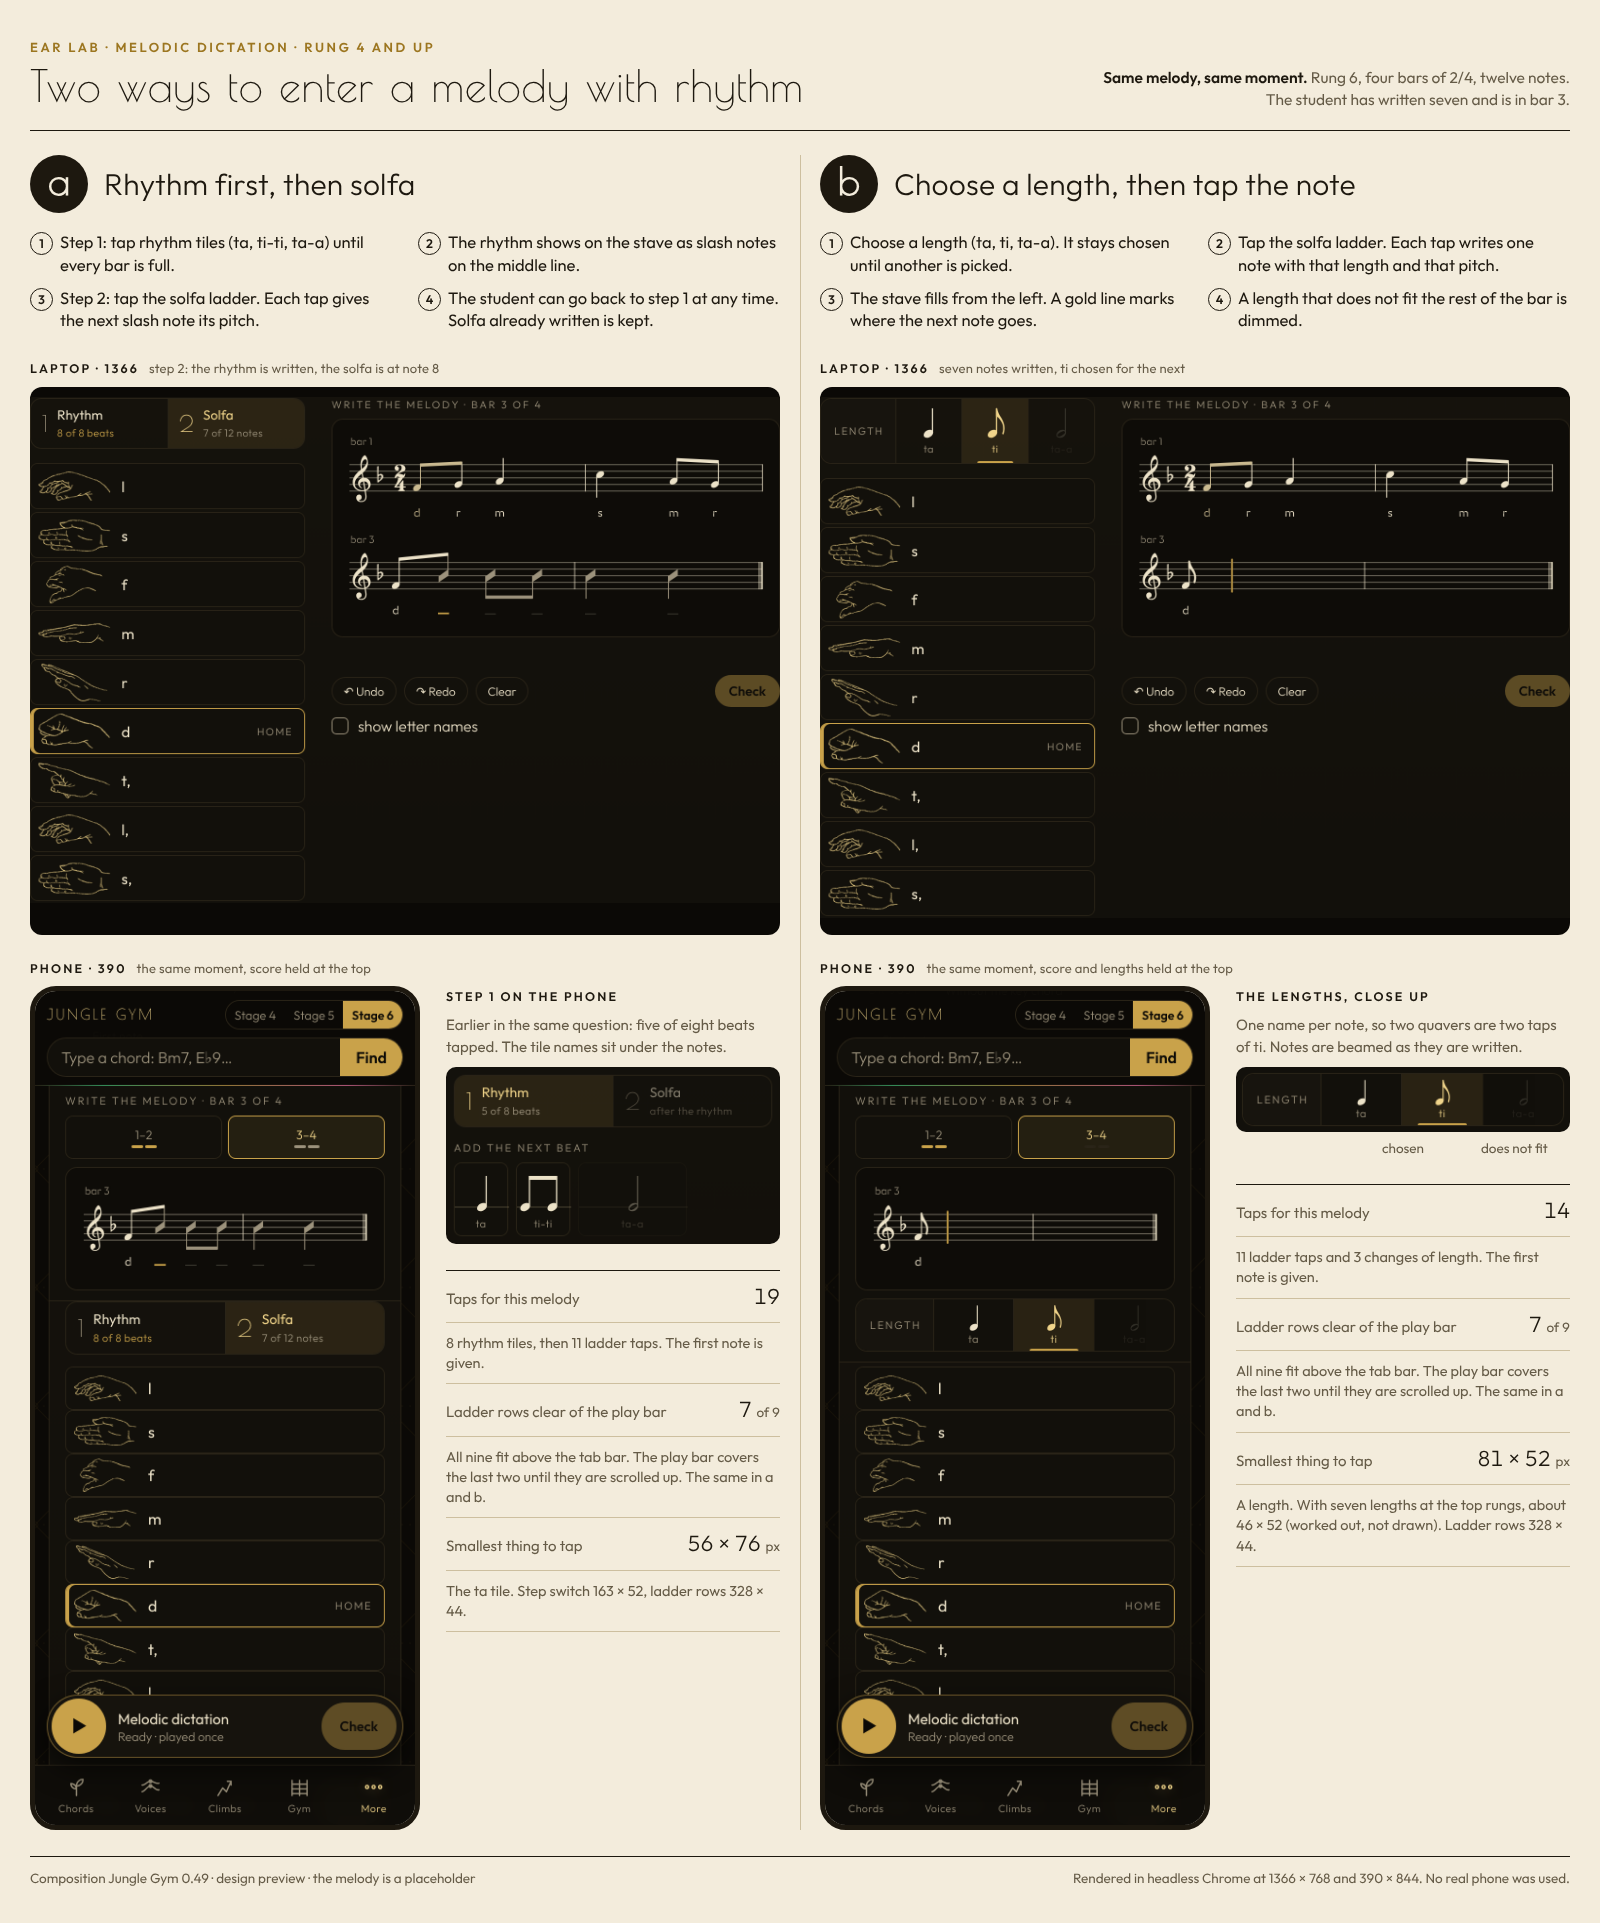 EAR LAB · MELODIC DICTATION · RUNG 4 AND UP
Two ways to enter a melody with rhythm
Same melody, same moment. Rung 6, four bars of 2/4, twelve notes.
The student has written seven and is in bar 3.
a
Rhythm first, then solfa
1 Step 1: tap rhythm tiles (ta, ti-ti, ta-a) until
every bar is full.
2 The rhythm shows on the stave as slash notes
on the middle line.
3 Step 2: tap the solfa ladder. Each tap gives
the next slash note its pitch.
4 The student can go back to step 1 at any time.
Solfa already written is kept.
LAPTOP · 1366 step 2: the rhythm is written, the solfa is at note 8
1 Rhythm
8 of 8 beats
2 Solfa
7 of 12 notes
l
s
f
m
r
d HOME
t,
l,
s,
WRITE THE MELODY · BAR 3 OF 4
bar 1
2
4
d r m s m r
bar 3
d
↶ Undo ↷ Redo Clear Check
show letter names
PHONE · 390 the same moment, score held at the top
JUNGLE GYM Stage 4 Stage 5 Stage 6
Type a chord: Bm7, E♭9... Find
WRITE THE MELODY · BAR 3 OF 4
1-2 3-4
bar 3
d
1 Rhythm
8 of 8 beats
2 Solfa
7 of 12 notes
l
s
f
m
r
d HOME
t,
l
Melodic dictation
Ready · played once
Check
Chords Voices Climbs Gym More
STEP 1 ON THE PHONE
Earlier in the same question: five of eight beats
tapped. The tile names sit under the notes.
1 Rhythm
5 of 8 beats
2 Solfa
after the rhythm
ADD THE NEXT BEAT
ta ti-ti ta-a
Taps for this melody 19
8 rhythm tiles, then 11 ladder taps. The first note is
given.
Ladder rows clear of the play bar 7 of 9
All nine fit above the tab bar. The play bar covers
the last two until they are scrolled up. The same in a
and b.
Smallest thing to tap 56 × 76 px
The ta tile. Step switch 163 × 52, ladder rows 328 ×
44.
b
Choose a length, then tap the note
1 Choose a length (ta, ti, ta-a). It stays chosen
until another is picked.
2 Tap the solfa ladder. Each tap writes one
note with that length and that pitch.
3 The stave fills from the left. A gold line marks
where the next note goes.
4 A length that does not fit the rest of the bar is
dimmed.
LAPTOP · 1366 seven notes written, ti chosen for the next
LENGTH ta ti ta-a
l
s
f
m
r
d HOME
t,
l,
s,
WRITE THE MELODY · BAR 3 OF 4
bar 1
2
4
d r m s m r
bar 3
d
↶ Undo ↷ Redo Clear Check
show letter names
PHONE · 390 the same moment, score and lengths held at the top
JUNGLE GYM Stage 4 Stage 5 Stage 6
Type a chord: Bm7, E♭9... Find
WRITE THE MELODY · BAR 3 OF 4
1-2 3-4
bar 3
d
LENGTH ta ti ta-a
l
s
f
m
r
d HOME
t,
l
Melodic dictation
Ready · played once
Check
Chords Voices Climbs Gym More
THE LENGTHS, CLOSE UP
One name per note, so two quavers are two taps
of ti. Notes are beamed as they are written.
LENGTH ta ti ta-a
chosen does not fit
Taps for this melody 14
11 ladder taps and 3 changes of length. The first
note is given.
Ladder rows clear of the play bar 7 of 9
All nine fit above the tab bar. The play bar covers
the last two until they are scrolled up. The same in a
and b.
Smallest thing to tap 81 × 52 px
A length. With seven lengths at the top rungs, about
46 × 52 (worked out, not drawn). Ladder rows 328 ×
44.
Composition Jungle Gym 0.49 · design preview · the melody is a placeholder
Rendered in headless Chrome at 1366 × 768 and 390 × 844. No real phone was used.